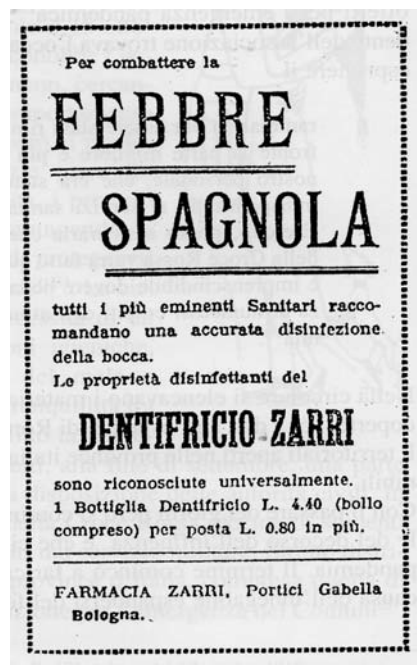 Per combattere la
FEBBRE
SPAGNOLA
tutti i più eminenti Sanitari racco-
mandano una accurata disinfezione
della bocca.
Le proprietà disinfettanti del
DENTIFRICIO ZARRI
sono riconosciute universalmente.
1 Bottiglia Dentifricio L. 4.40 (bollo
compreso) per posta L. 0.80 in più.
FARMACIA ZARRI, Portici Gabella
Bologna.